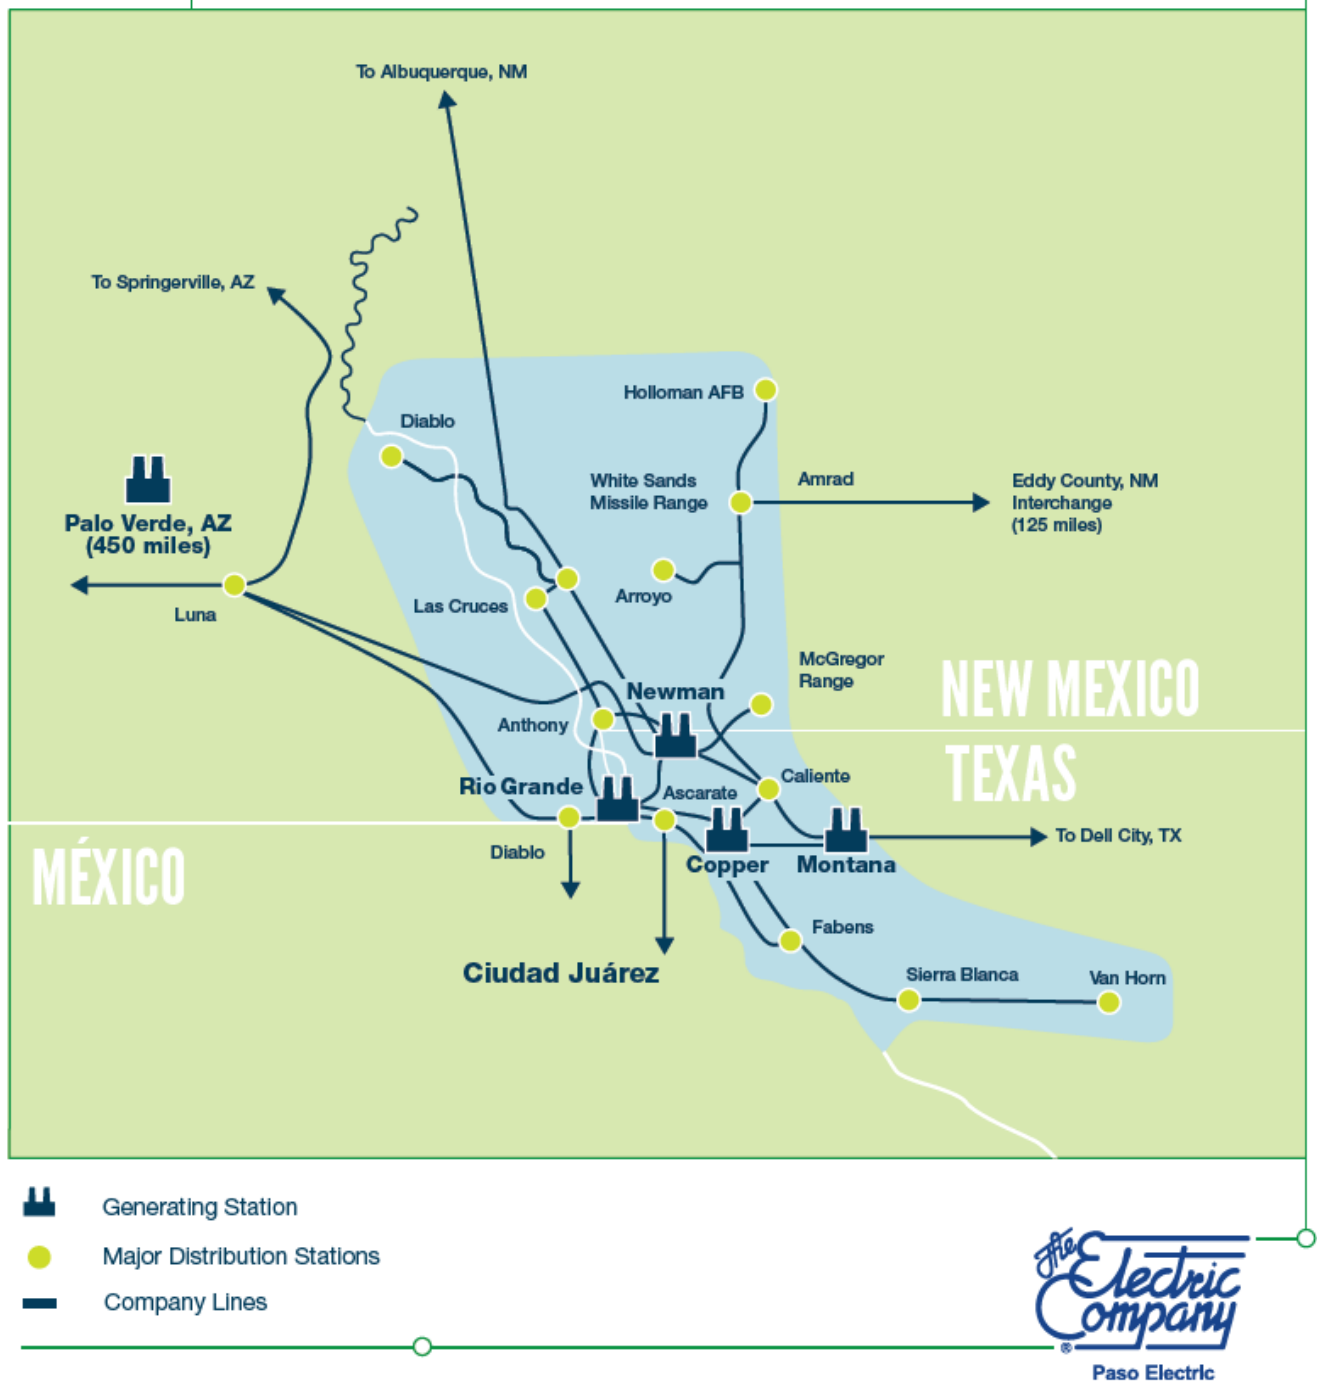 To Albuquerque, NM
To Springerville, AZ
Holloman AFB
Diablo
White Sands
Missile Range
Amrad
Eddy County, NM
Interchange
(125 miles)
Palo Verde, AZ
(450 miles)
Luna
Las Cruces
Arroyo
McGregor
Range
NEW MEXICO
Newman
Anthony
TEXAS
Caliente
Rio Grande
Ascarate
To Dell City, TX
Diablo
MÉXICO
Copper
Montana
Fabens
Ciudad Juárez
Sierra Blanca
Van Horn
Generating Station
Major Distribution Stations
Company Lines
The
Electric
Company
®
Paso Electric